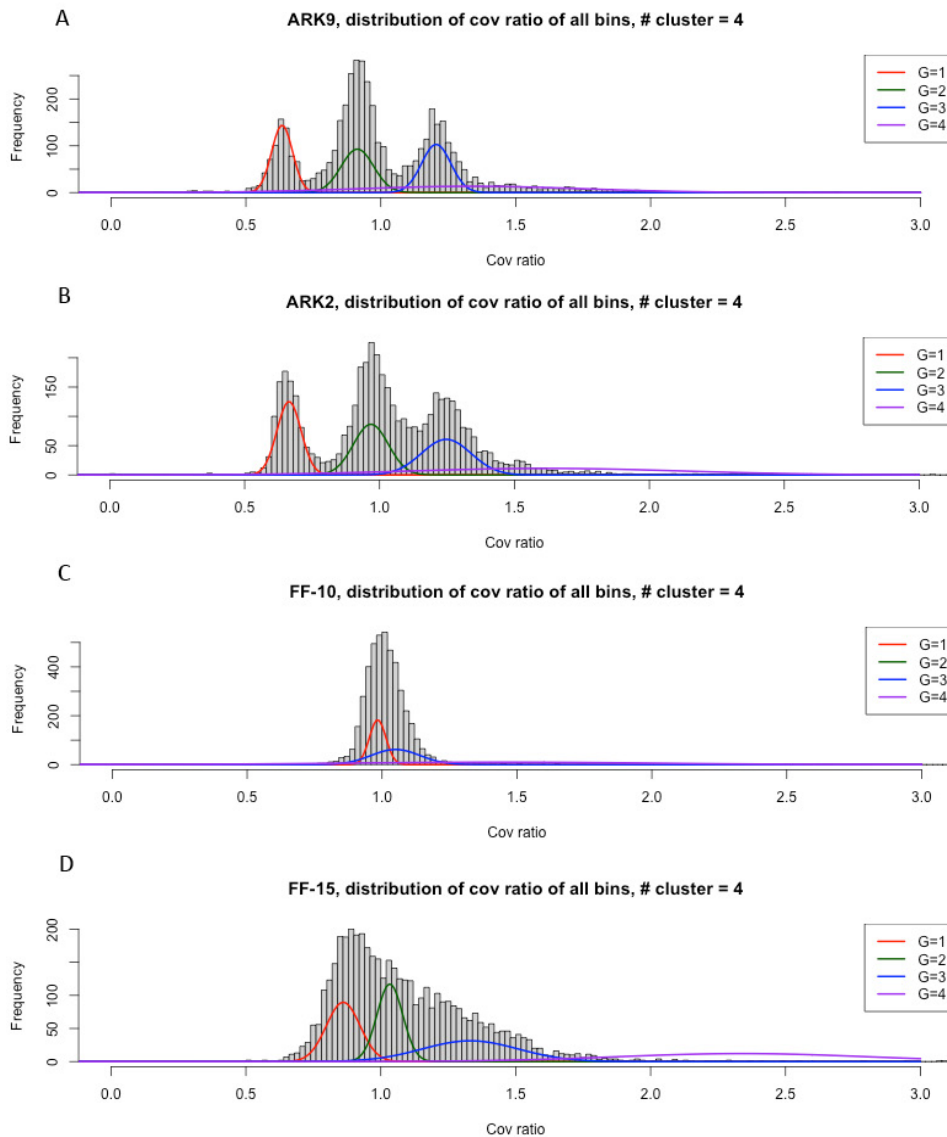 A
ARK9, distribution of cov ratio of all bins, # cluster = 4
Frequency
0 100 200
0.0 0.5 1.0 1.5 2.0 2.5 3.0
Cov ratio
G=1
G=2
G=3
G=4
B
ARK2, distribution of cov ratio of all bins, # cluster = 4
Frequency
0 50 150
0.0 0.5 1.0 1.5 2.0 2.5 3.0
Cov ratio
G=1
G=2
G=3
G=4
C
FF-10, distribution of cov ratio of all bins, # cluster = 4
Frequency
0 200 400
0.0 0.5 1.0 1.5 2.0 2.5 3.0
Cov ratio
G=1
G=2
G=3
G=4
D
FF-15, distribution of cov ratio of all bins, # cluster = 4
Frequency
0 50 100 200
0.0 0.5 1.0 1.5 2.0 2.5 3.0
Cov ratio
G=1
G=2
G=3
G=4